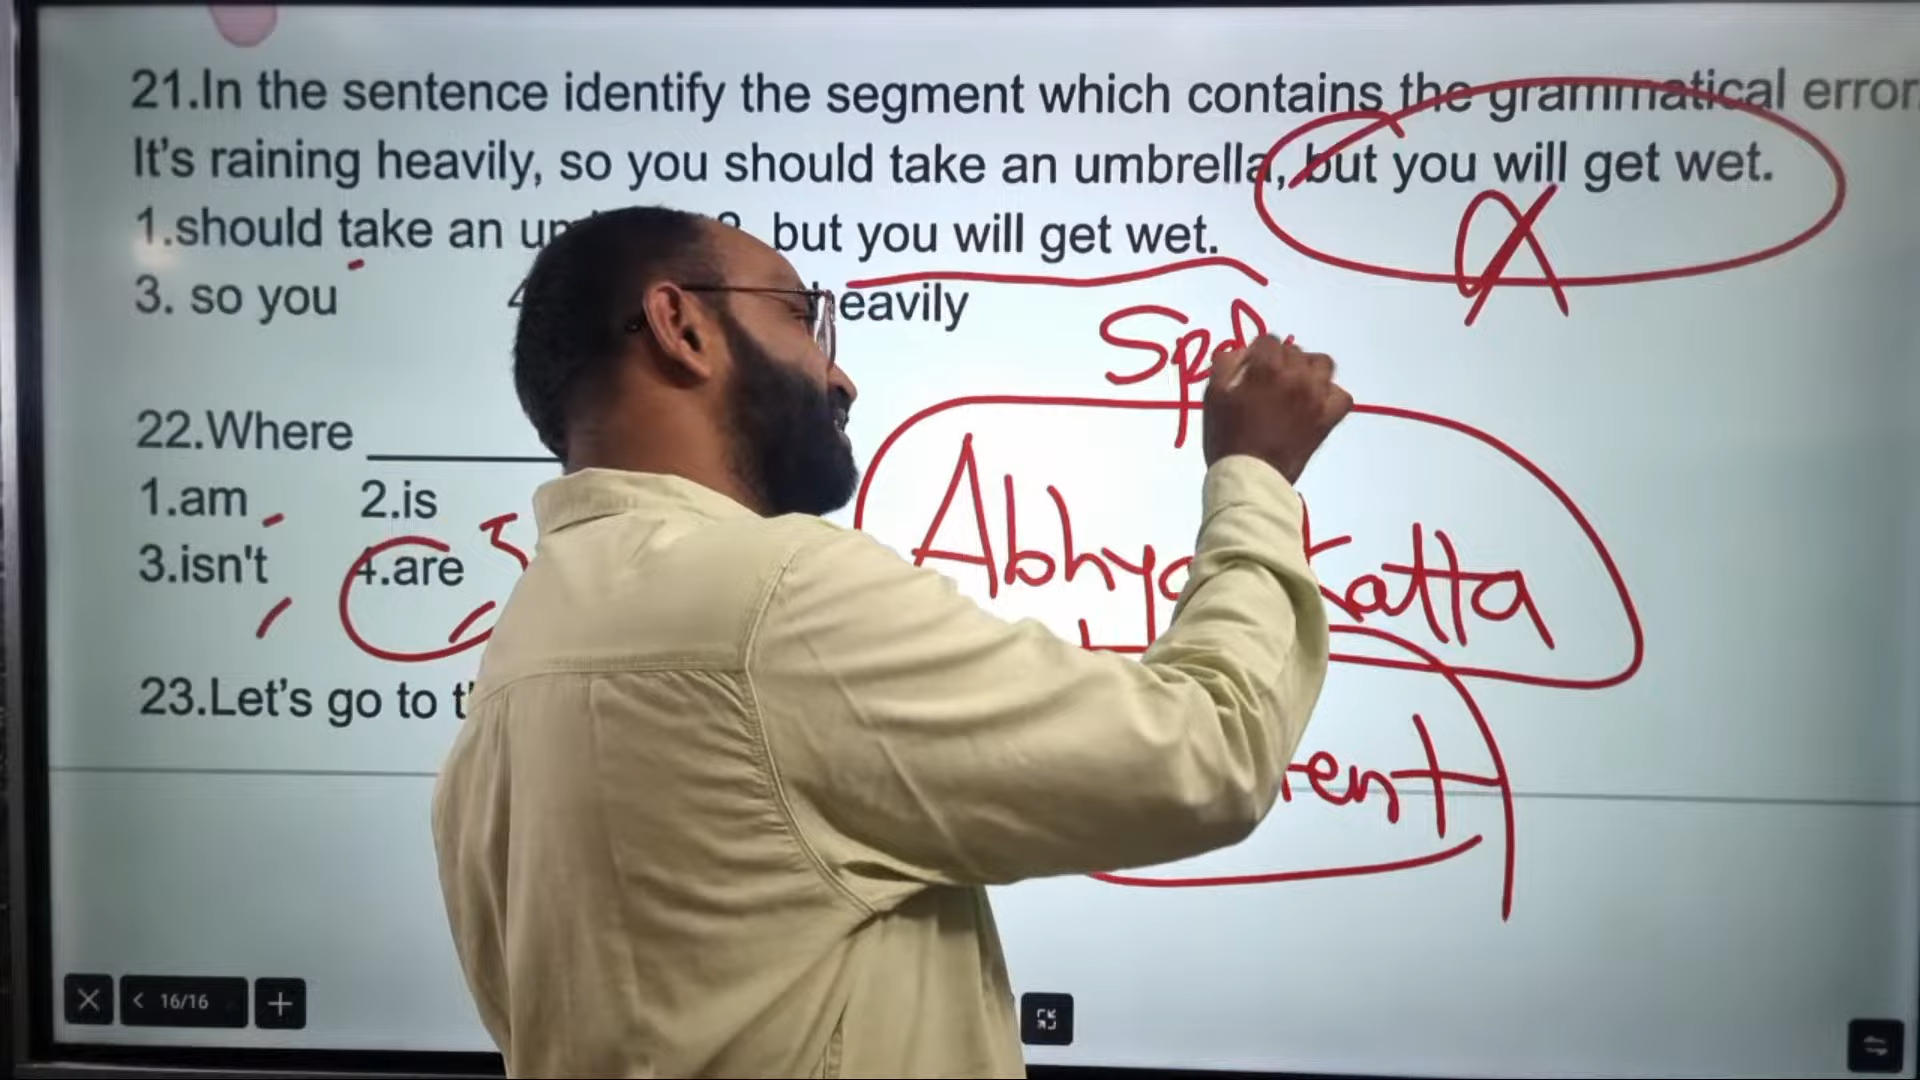 21.In the sentence identify the segment which contains the grammatical error.
It's raining heavily, so you should take an umbrella, but you will get wet.
1.should take an but you will get wet.
3. so you heavily
22.Where
1.am 2.is
3.isn't 4.are
23.Let's go to
Katta
16/16